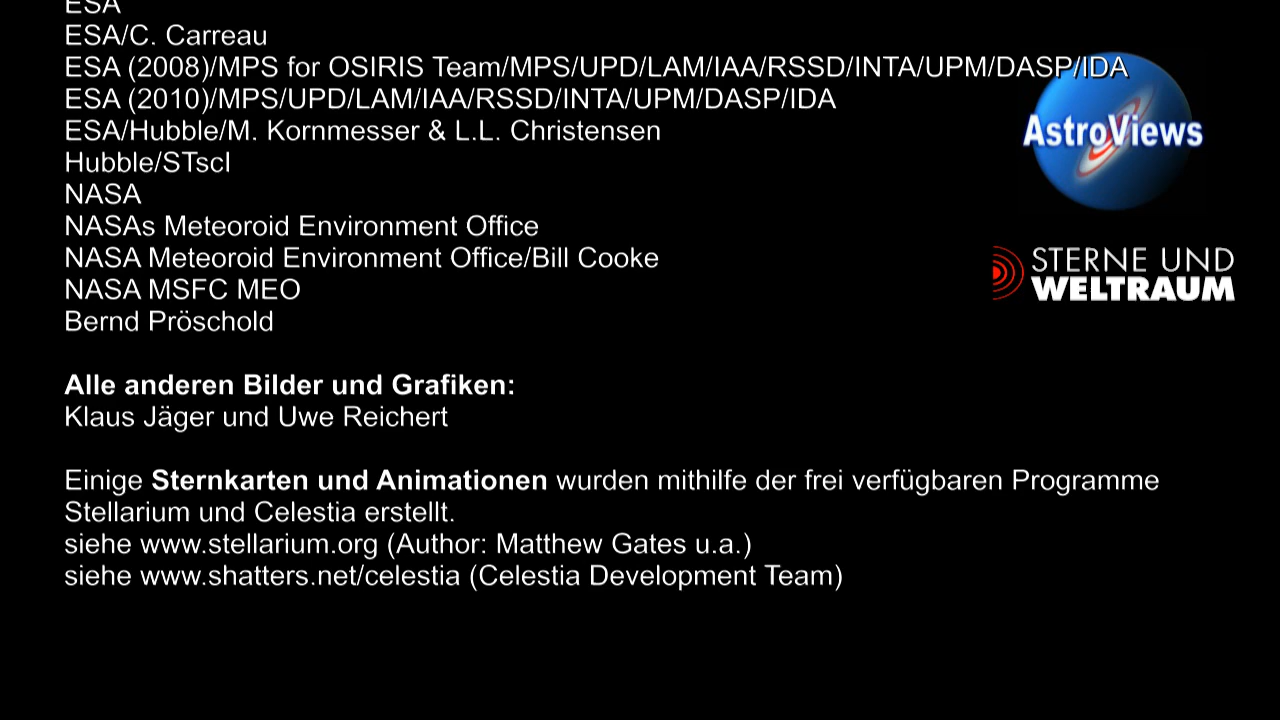 ESA
ESA/C. Carreau
ESA (2008)/MPS for OSIRIS Team/MPS/UPD/LAM/IAA/RSSD/INTA/UPM/DASP/IDA
ESA (2010)/MPS/UPD/LAM/IAA/RSSD/INTA/UPM/DASP/IDA
ESA/Hubble/M. Kornmesser & L.L. Christensen
AstroViews
Hubble/STscI
NASA
NASAs Meteoroid Environment Office
NASA Meteoroid Environment Office/Bill Cooke
STERNE UND
WELTRAUM
NASA MSFC MEO
Bernd Pröschold
Alle anderen Bilder und Grafiken:
Klaus Jäger und Uwe Reichert
Einige Sternkarten und Animationen wurden mithilfe der frei verfügbaren Programme
Stellarium und Celestia erstellt.
siehe www.stellarium.org (Author: Matthew Gates u.a.)
siehe www.shatters.net/celestia (Celestia Development Team)